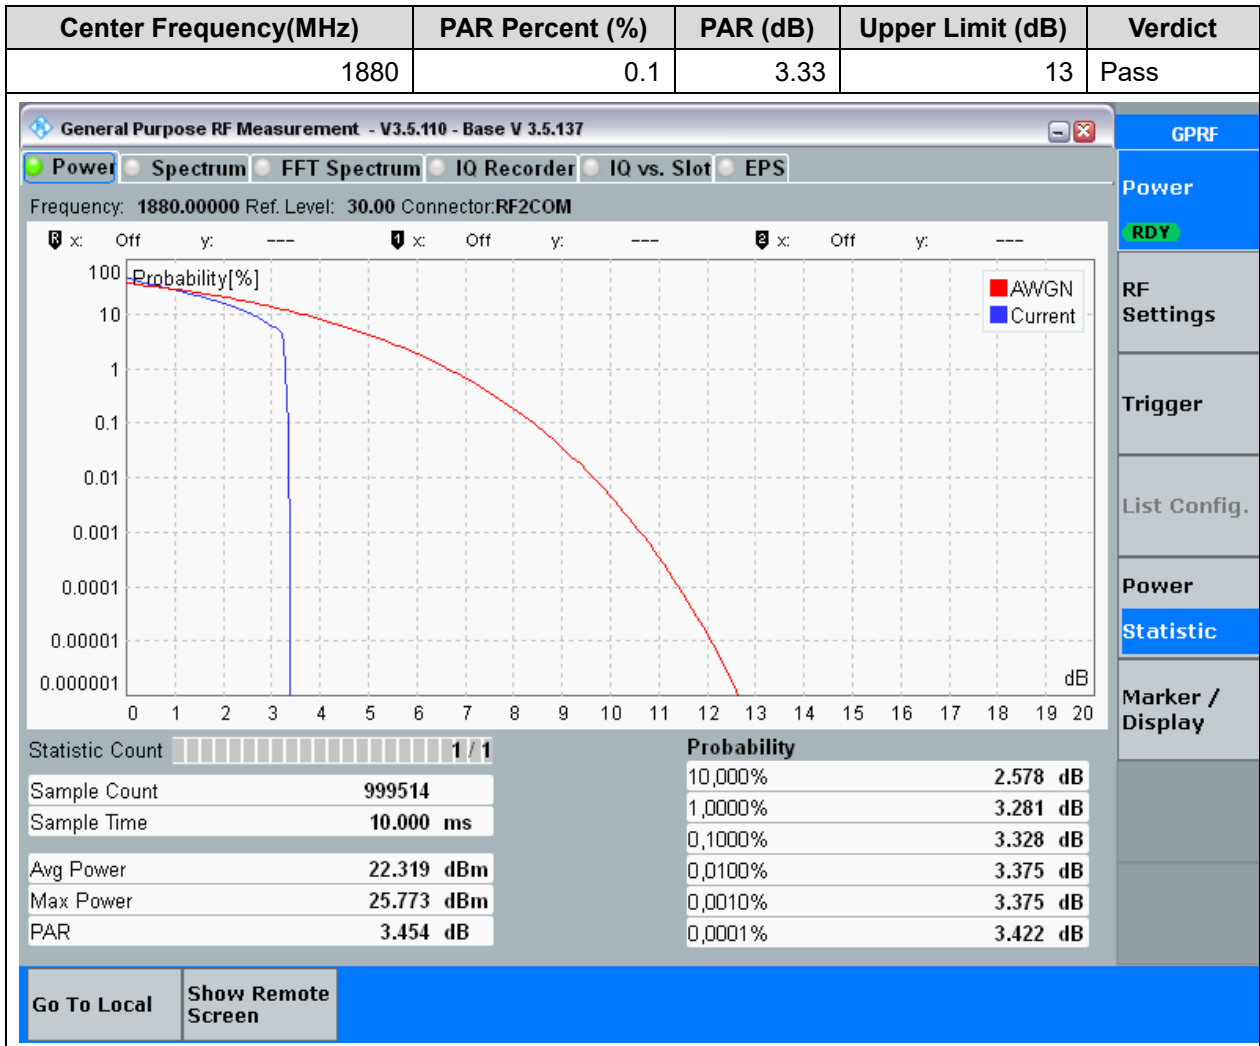 Center Frequency(MHz) PAR Percent (%) PAR (dB) Upper Limit (dB) Verdict
1880 0.1 3.33 13 Pass
General Purpose RF Measurement - V3.5.110 - Base V 3.5.137
GPRF
Power Spectrum FFT Spectrum IQ Recorder IQ vs. Slot EPS
Power
RDY
Frequency: 1880.00000 Ref. Level: 30.00 Connector:RF2COM
R x: Off y: --- 1 x: Off y: --- 2 x: Off y: ---
Probability[%]
AWGN
Current
100
10
1
0.1
0.01
0.001
0.0001
0.00001
0.000001
dB
0 1 2 3 4 5 6 7 8 9 10 11 12 13 14 15 16 17 18 19 20
RF
Settings
Trigger
List Config.
Power
Statistic
Marker /
Display
Statistic Count 1 / 1
Sample Count 999514
Sample Time 10.000 ms
Avg Power 22.319 dBm
Max Power 25.773 dBm
PAR 3.454 dB
Probability
10,000% 2.578 dB
1,0000% 3.281 dB
0,1000% 3.328 dB
0,0100% 3.375 dB
0,0010% 3.375 dB
0,0001% 3.422 dB
Go To Local
Show Remote
Screen